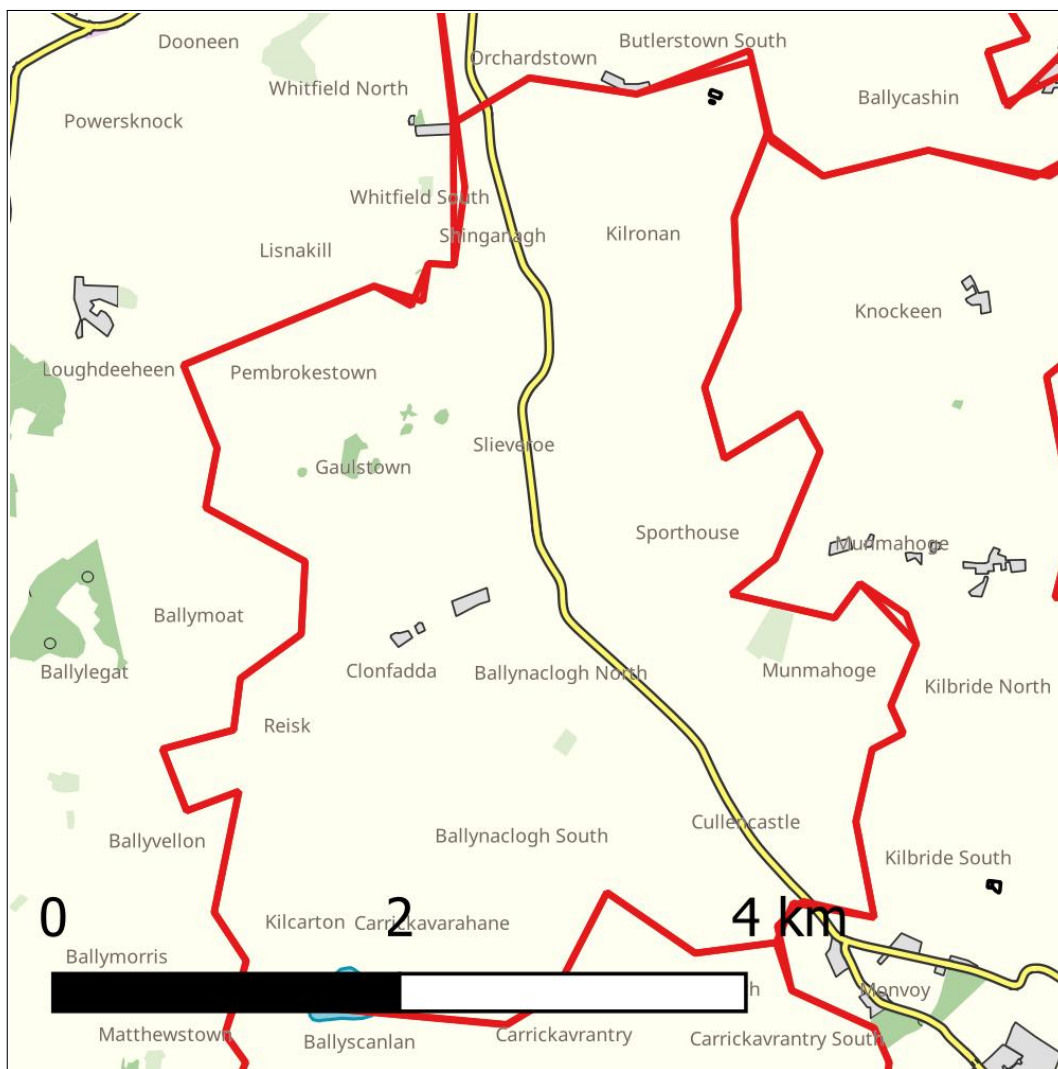 Dooneen
Butlerstown South
Orchardstown
Whitfield North
Ballycashin
Powersknock
Whitfield South
Shinganagh
Kilronan
Lisnakill
Knockeen
Loughdeeheen
Pembrokestown
Slieveroe
Gaulstown
Sporthouse
Munmahoge
Ballymoat
Ballylegat
Clonfadda
Ballynaclogh North
Munmahoge
Kilbride North
Reisk
Cullencastle
Ballynaclogh South
Ballyvellon
Kilbride South
0 2 4 km
Kilcarton
Carrickavarahane
Ballymorris
Monvoy
Matthewstown
Ballyscanlan
Carrickavrantry
Carrickavrantry South